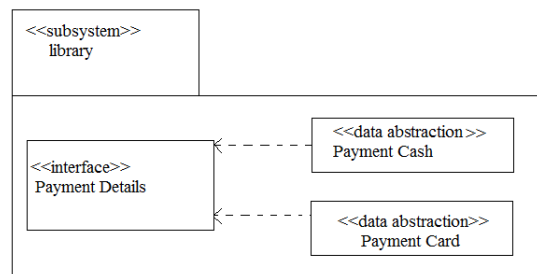 <<subsystem>>
library
<<data abstraction>>
Payment Cash
<<interface>>
Payment Details
<<data abstraction>>
Payment Card